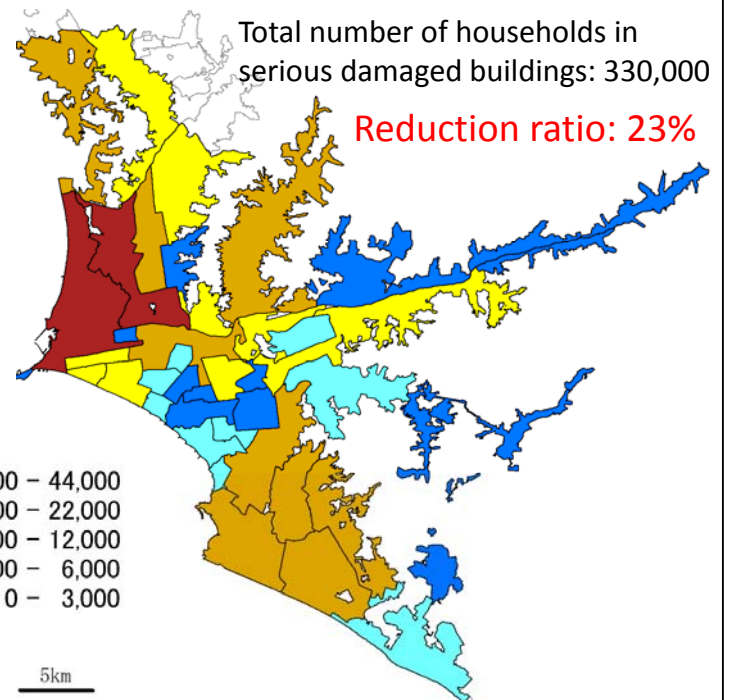 Total number of households in
serious damaged buildings: 330,000
Reduction ratio: 23%
00 - 44,000
00 - 22,000
00 - 12,000
00 - 6,000
0 - 3,000
5km